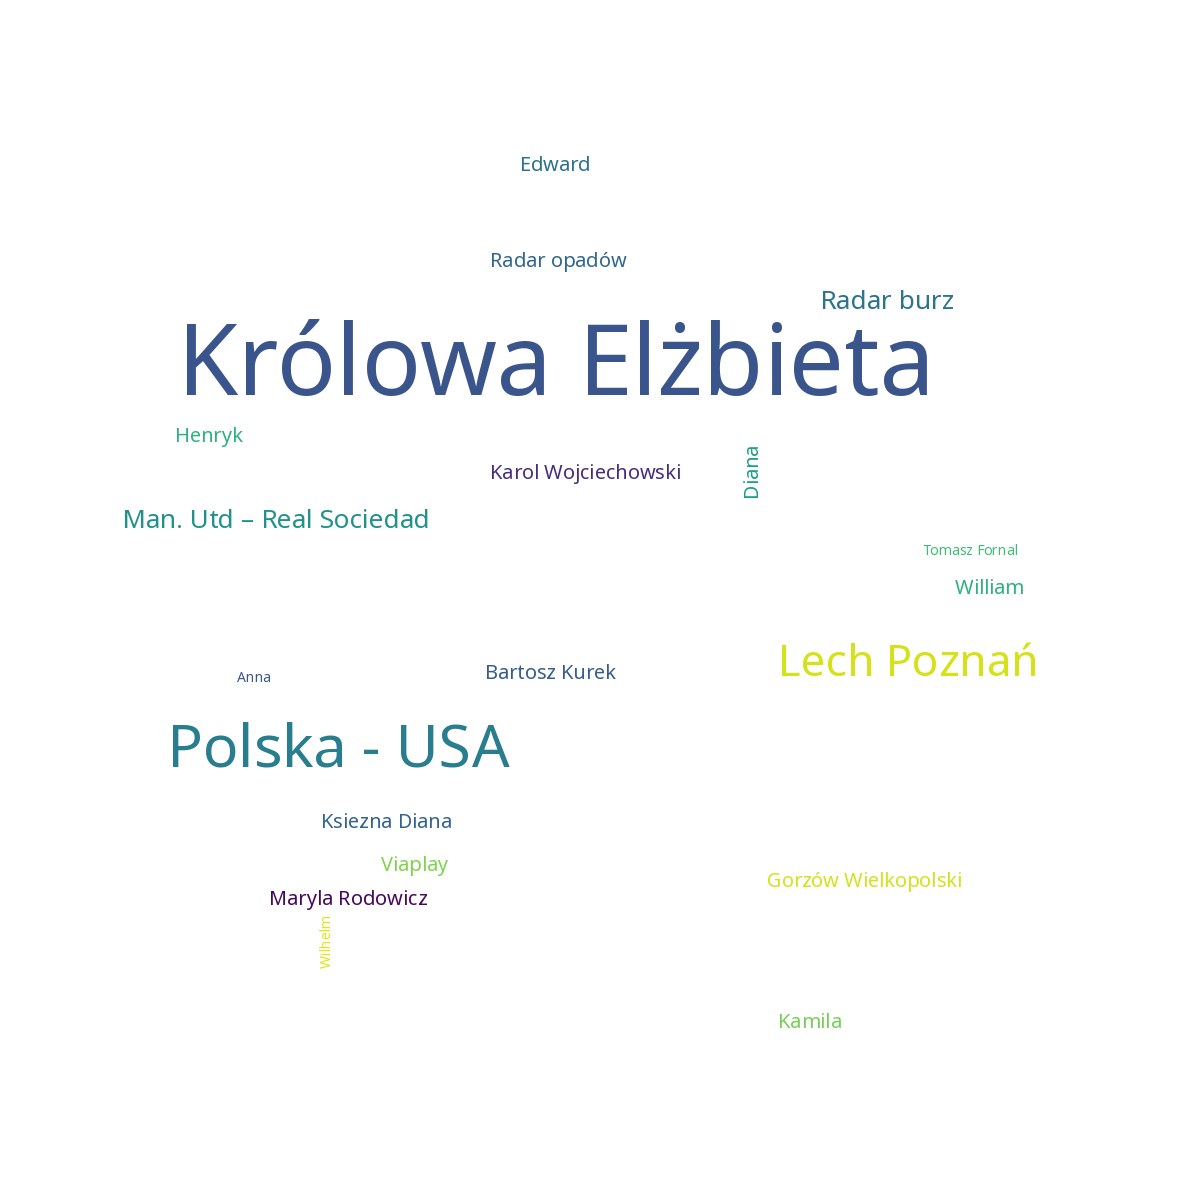 Edward
Radar opadów
Radar burz
Królowa Elżbieta
Henryk
Karol Wojciechowski
Diana
Man. Utd – Real Sociedad
Tomasz Fornal
William
Lech Poznań
Bartosz Kurek
Anna
Polska - USA
Ksiezna Diana
Viaplay
Gorzów Wielkopolski
Maryla Rodowicz
Wilhelm
Kamila